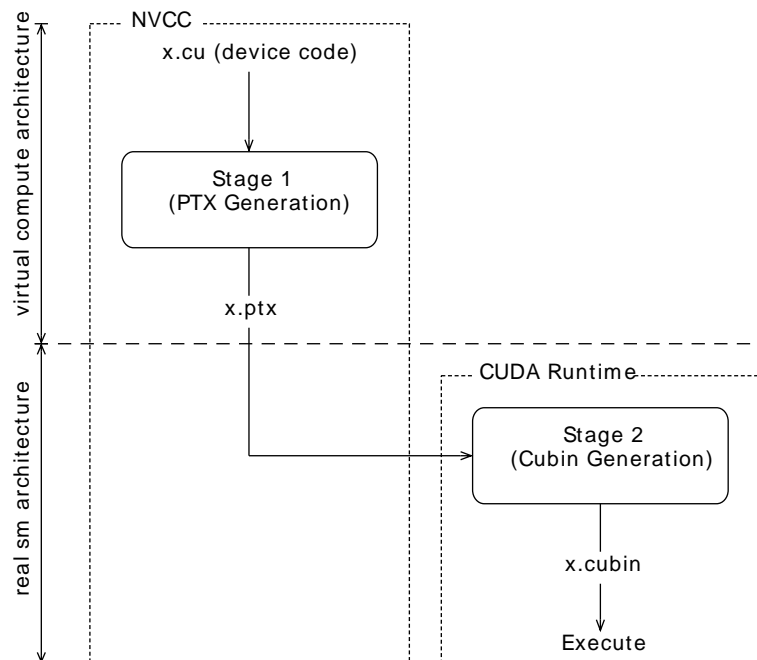 NVCC
x.cu (device code)
virtual compute architecture
Stage 1
(PTX Generation)
x.ptx
real sm architecture
CUDA Runtime
Stage 2
(Cubin Generation)
x.cubin
Execute